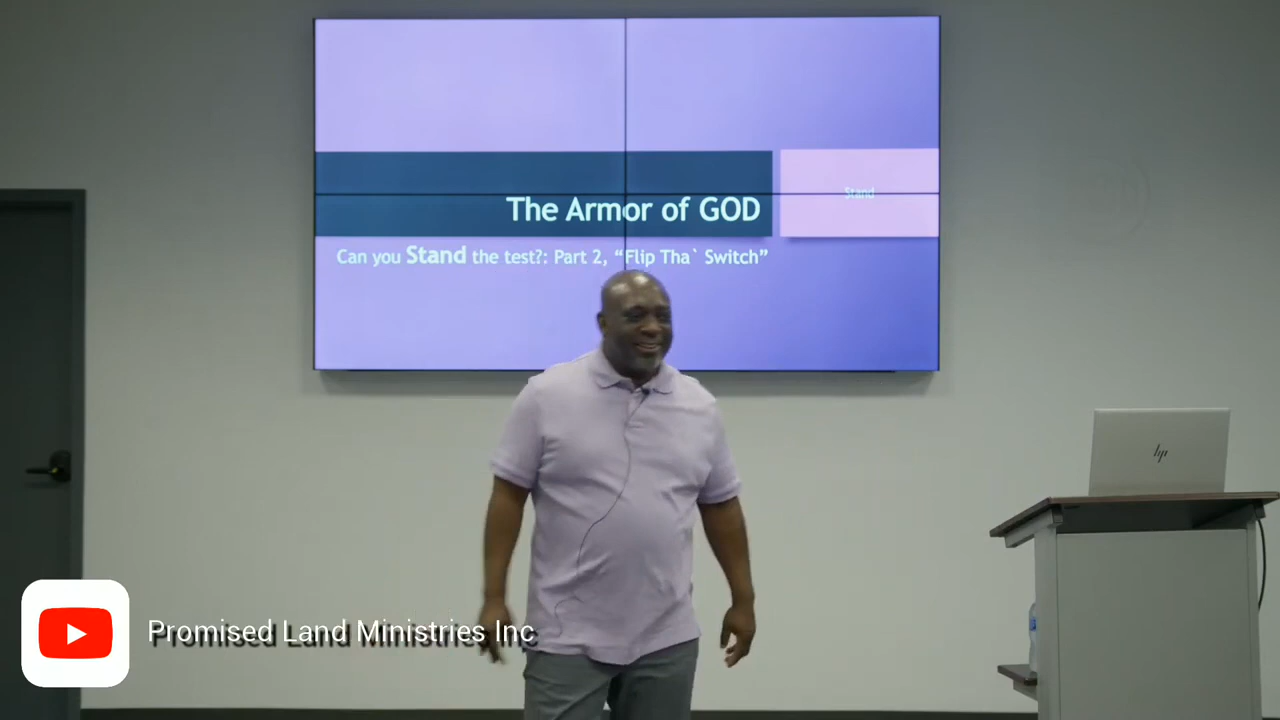 The Armor of GOD
Stand
Can you Stand the test?: Part 2, “Flip Tha` Switch”
hp
Promised Land Ministries Inc